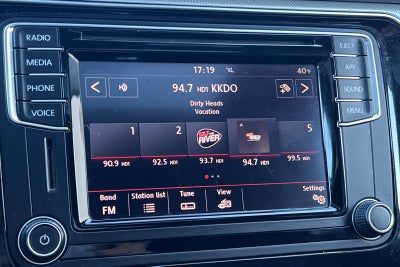 RADIO
MEDIA
PHONE
VOICE
EJECT
APP
SOUND
MENU
17:19
40°F
94.7 HD1 KKDO
Dirty Heads
Vacation
1
2
RIVER
5
90.9 HD1
92.5 HD1
93.7 HD1
94.7 HD1
99.5 HD1
Band
FM
Station list
Tune
View
Settings